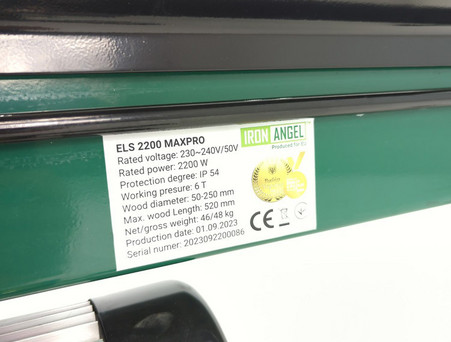 ELS 2200 MAXPRO
IRON ANGEL
Produced for EU
Rated voltage: 230~240V/50V
Rated power: 2200 W
Protection degree: IP 54
Working presure: 6 T
Wood diameter: 50-250 mm
Max. wood Length: 520 mm
Net/gross weight: 46/48 kg
Production date: 01.09.2023
Serial numer: 2023092200086
CE